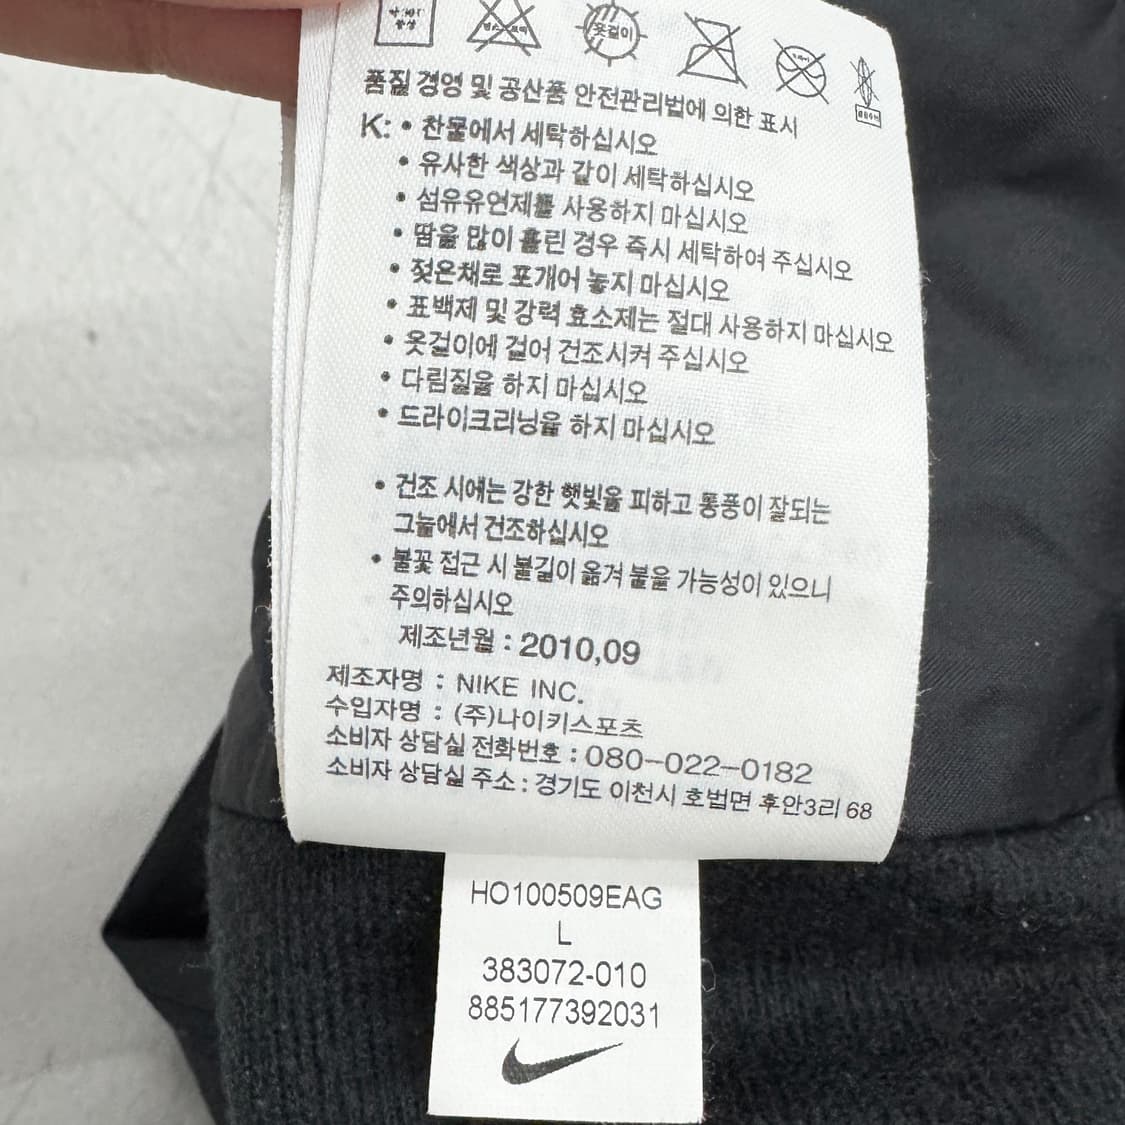 옷걸이
품질 경영 및 공산품 안전관리법에 의한 표시
K: • 찬물에서 세탁하십시오
• 유사한 색상과 같이 세탁하십시오
• 섬유유연제를 사용하지 마십시오
• 땀을 많이 흘린 경우 즉시 세탁하여 주십시오
• 젖은채로 포개어 놓지 마십시오
• 표백제 및 강력 효소제는 절대 사용하지 마십시오
• 옷걸이에 걸어 건조시켜 주십시오
• 다림질을 하지 마십시오
• 드라이크리닝을 하지 마십시오
• 건조 시에는 강한 햇빛을 피하고 통풍이 잘되는
그늘에서 건조하십시오
• 불꽃 접근 시 불길이 옮겨 붙을 가능성이 있으니
주의하십시오
제조년월 : 2010,09
제조자명 : NIKE INC.
수입자명 : (주)나이키스포츠
소비자 상담실 전화번호 : 080-022-0182
소비자 상담실 주소 : 경기도 이천시 호법면 후안3리 68
HO100509EAG
L
383072-010
885177392031